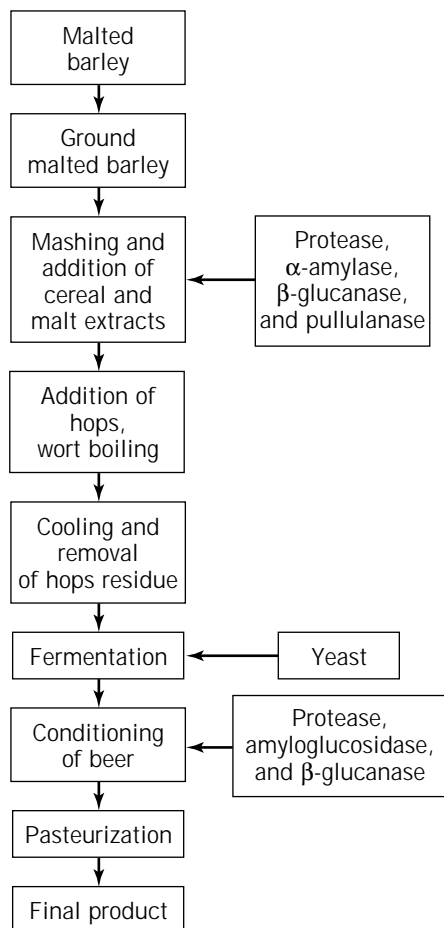 Malted
barley
Ground
malted barley
Mashing and
addition of
cereal and
malt extracts
Protease,
α-amylase,
β-glucanase,
and pullulanase
Addition of
hops,
wort boiling
Cooling and
removal
of hops residue
Fermentation
Yeast
Conditioning
of beer
Protease,
amyloglucosidase,
and β-glucanase
Pasteurization
Final product